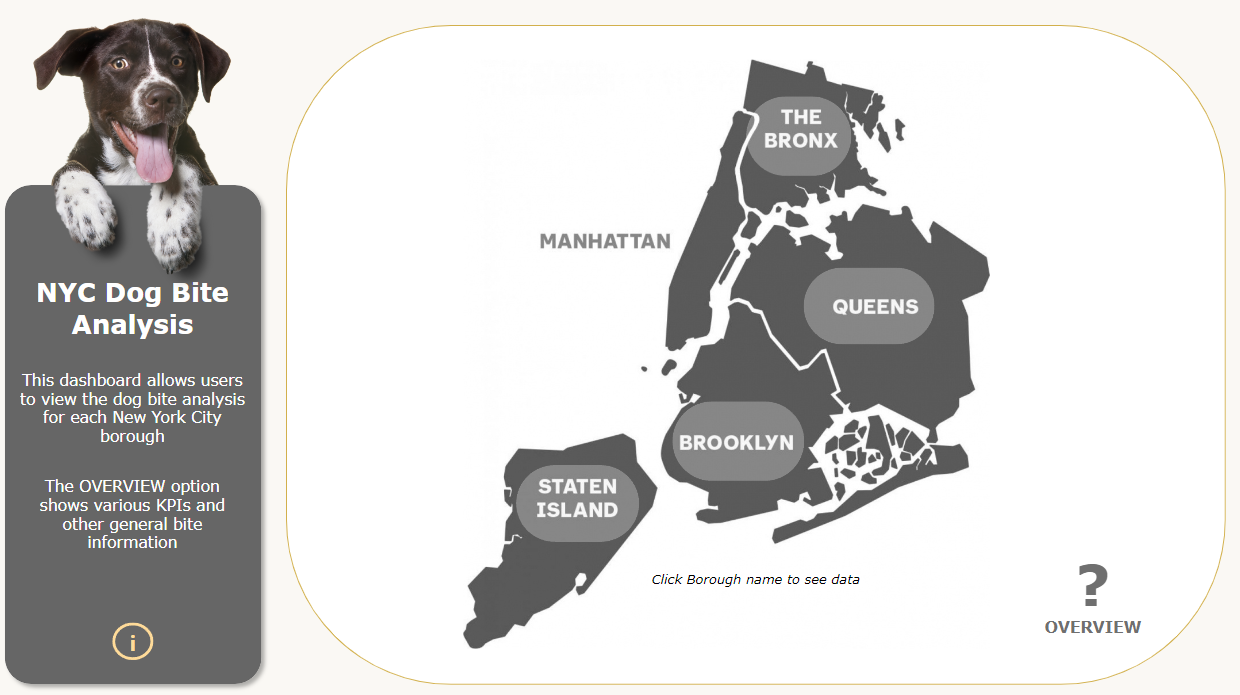 NYC Dog Bite
Analysis
This dashboard allows users
to view the dog bite analysis
for each New York City
borough
The OVERVIEW option
shows various KPIs and
other general bite
information
i
THE
BRONX
MANHATTAN
QUEENS
BROOKLYN
STATEN
ISLAND
Click Borough name to see data
?
OVERVIEW